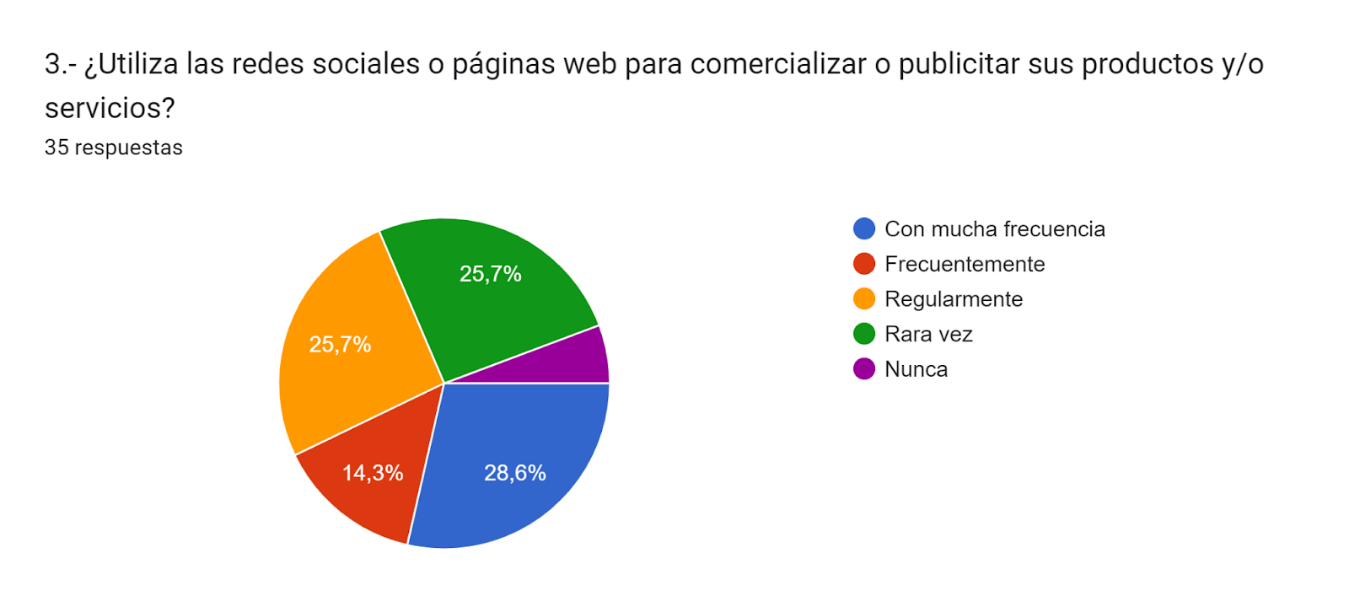 3.- ¿Utiliza las redes sociales o páginas web para comercializar o publicitar sus productos y/o
servicios?
35 respuestas
25,7%
25,7%
14,3%
28,6%
Con mucha frecuencia
Frecuentemente
Regularmente
Rara vez
Nunca